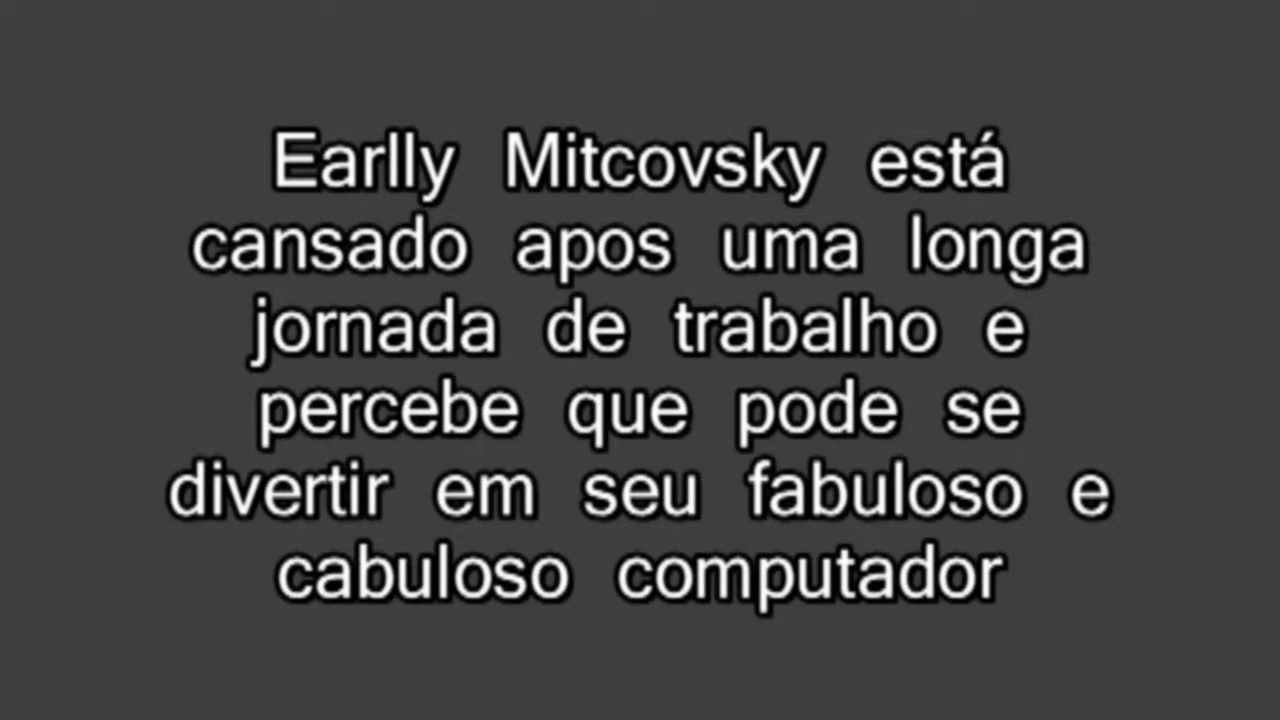 Earlly Mitcovsky está
cansado apos uma longa
jornada de trabalho e
percebe que pode se
divertir em seu fabuloso e
cabuloso computador